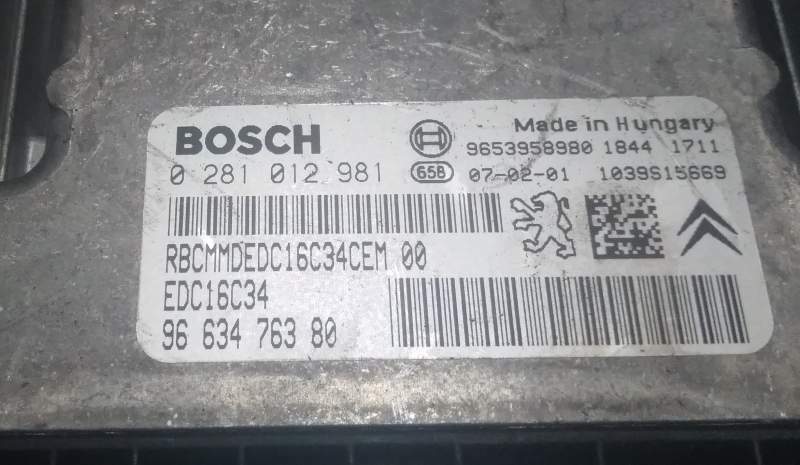 BOSCH
Made in Hungary
9653958980 1844 1711
0 281 012 981
658 07-02-01 1039S15669
RBCMMDEDC16C34CEM 00
EDC16C34
96 634 763 80